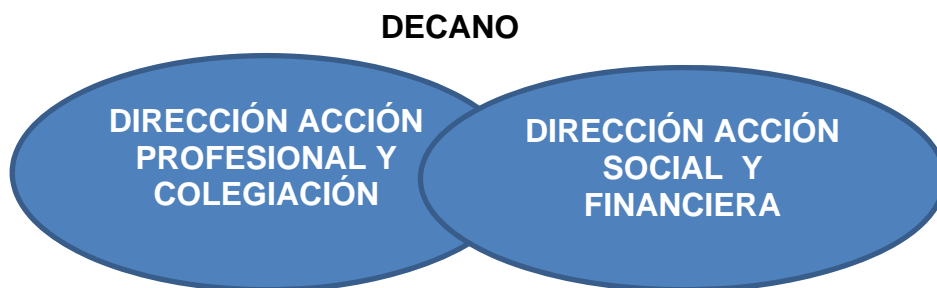 DECANO
DIRECCIÓN ACCIÓN
PROFESIONAL Y
COLEGIACIÓN
DIRECCIÓN ACCIÓN
SOCIAL Y
FINANCIERA